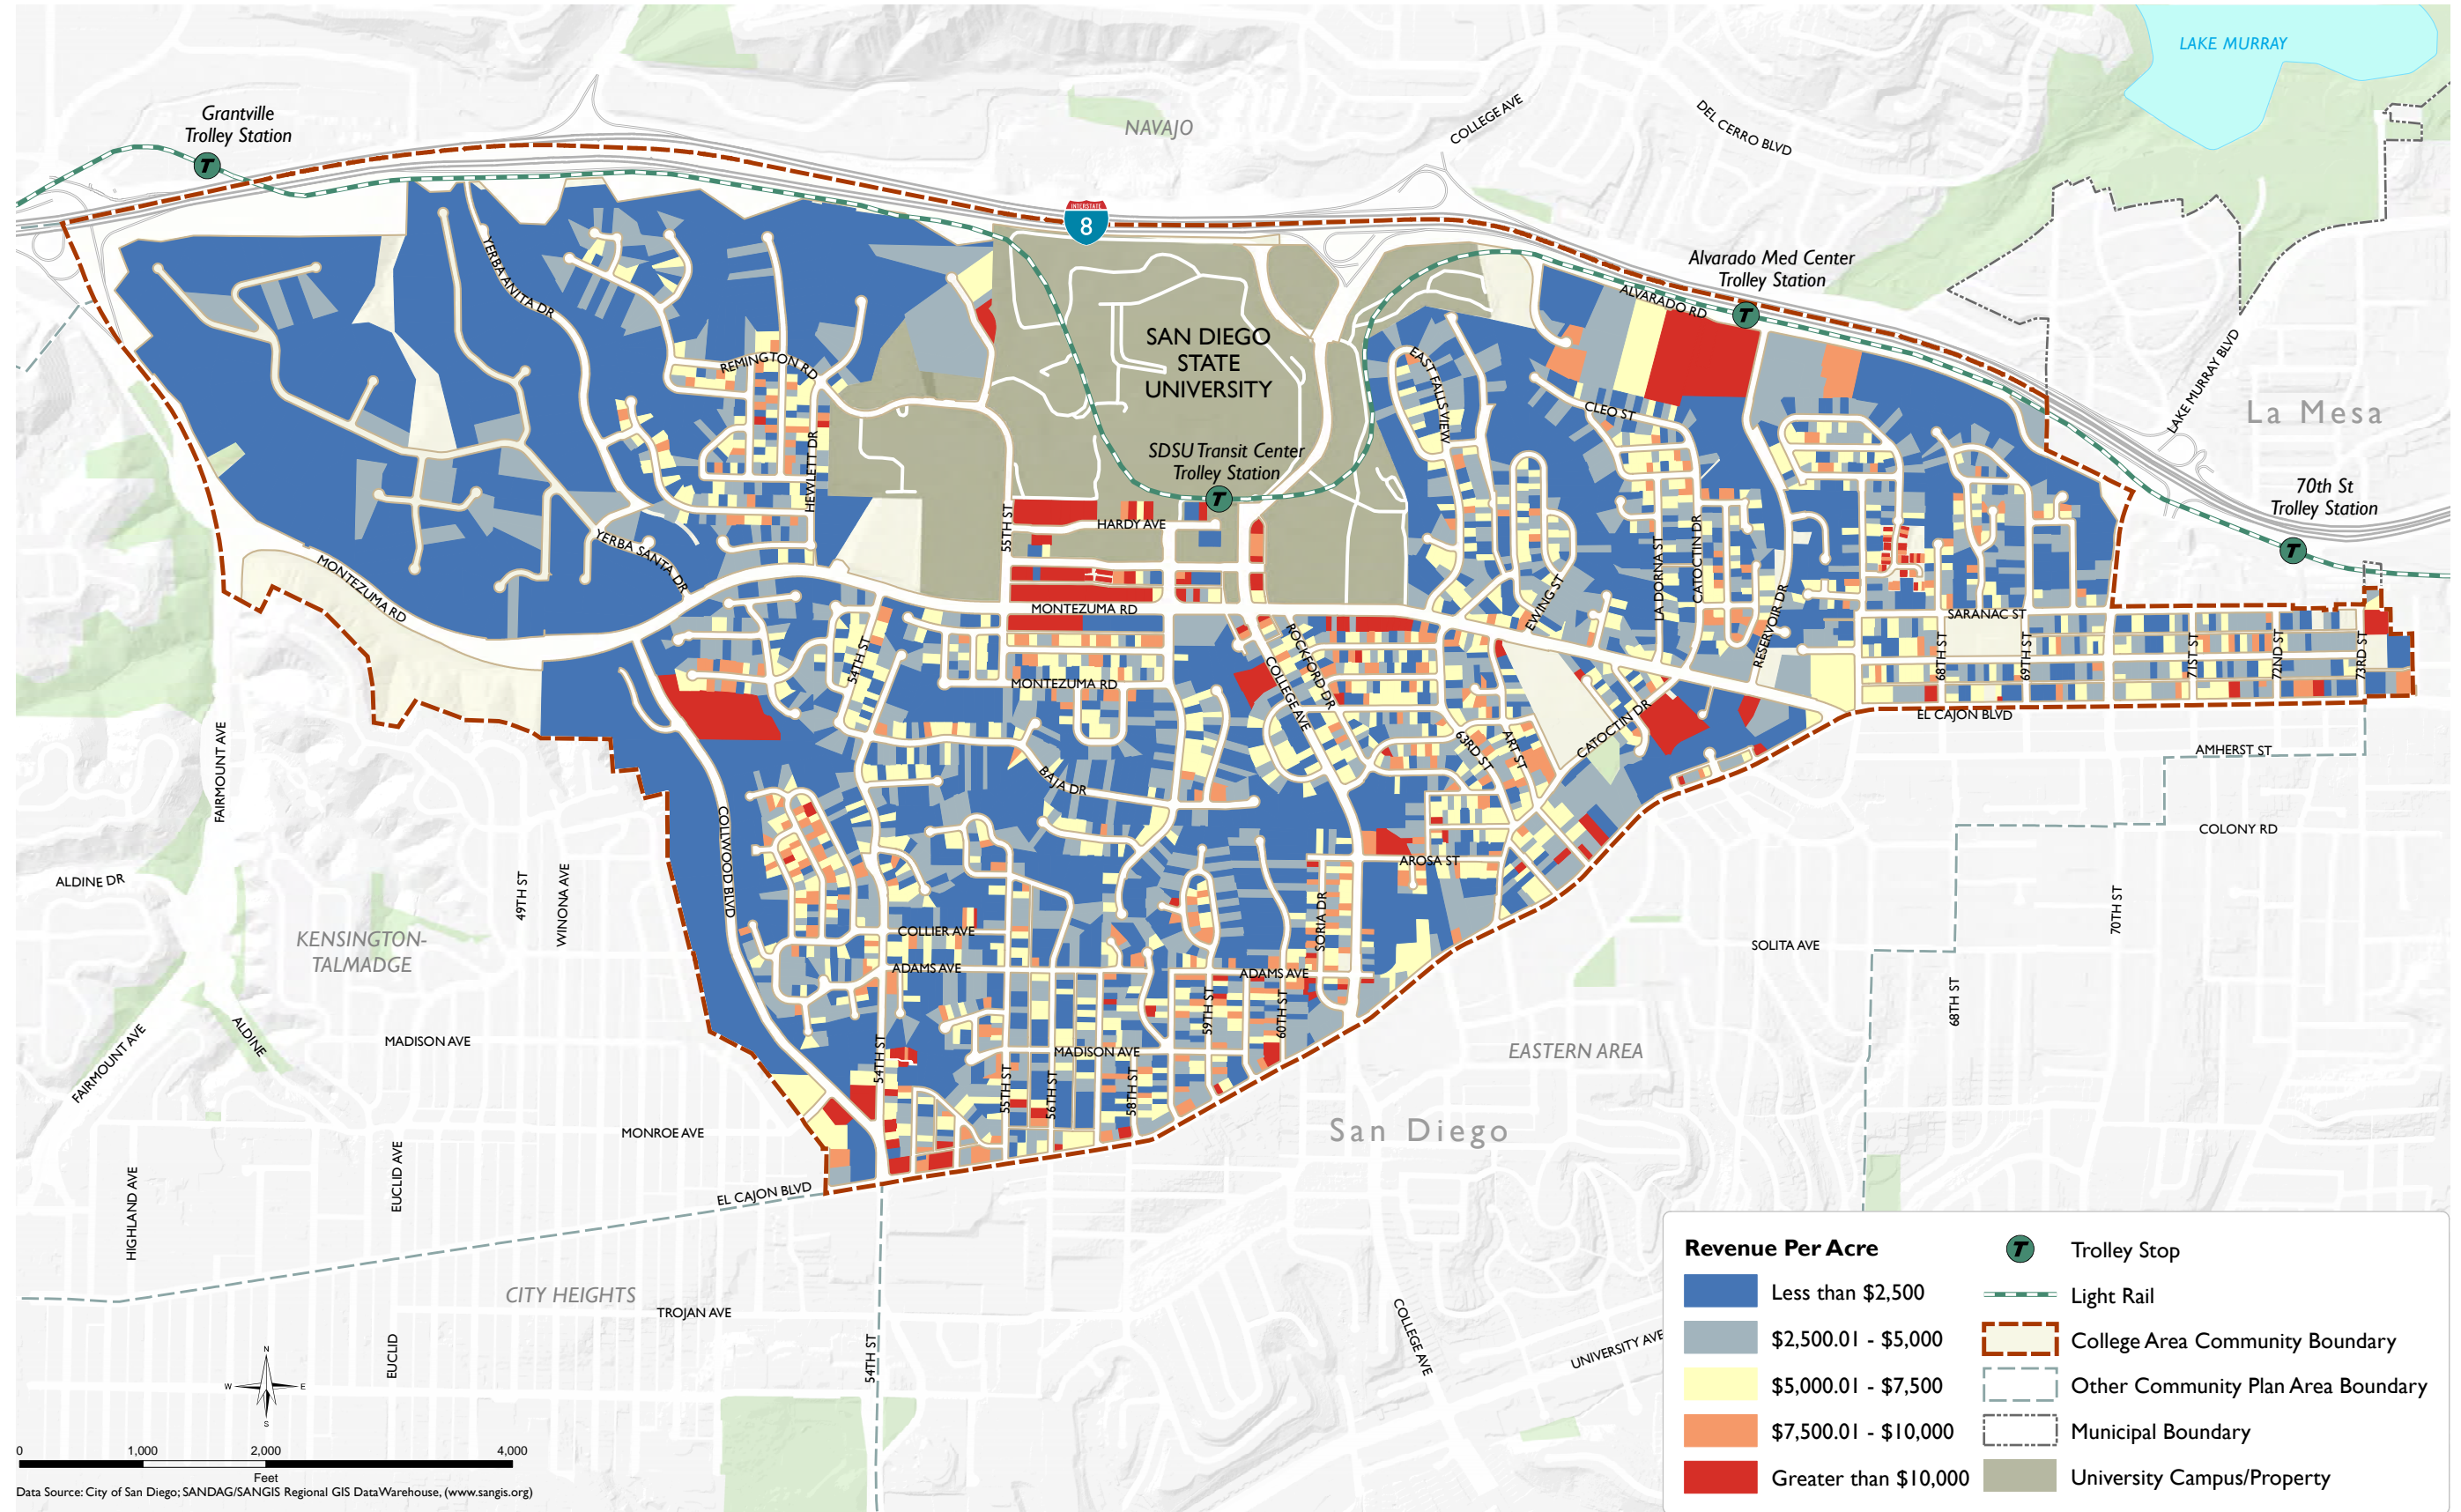 LAKE MURRAY
Grantville
Trolley Station
NAVAJO
COLLEGE AVE
DEL CERRO BLVD
INTERSTATE
8
Alvarado Med Center
Trolley Station
ALVARADO RD
T
T
YERBA ANITA DR
SAN DIEGO
STATE
UNIVERSITY
REMINGTON RD
EAST FALLS VIEW
CLEO ST
LAKE MURRAY BLVD
La Mesa
HEWLETT DR
SDSU Transit Center
Trolley Station
T
70th St
Trolley Station
T
55TH ST
HARDY AVE
YERBA SANTA DR
MONTEZUMA RD
MONTEZUMA RD
EWING ST
LA DORNA ST
CATOCTIN DR
RESERVOIR DR
SARANAC ST
54TH ST
MONTEZUMA RD
ROCKFORD DR
COLLEGE AVE
68TH ST
69TH ST
71ST ST
72ND ST
73RD ST
EL CAJON BLVD
CATOCTIN DR
63RD ST
ART ST
AMHERST ST
FAIRMOUNT AVE
BAJA DR
COLLWOOD BLVD
COLONY RD
ALDINE DR
49TH ST
WINONA AVE
AROSA ST
70TH ST
KENSINGTON-
TALMADGE
COLLIER AVE
SORIA DR
SOLITA AVE
ADAMS AVE
ADAMS AVE
59TH ST
60TH ST
68TH ST
FAIRMOUNT AVE
ALDINE
MADISON AVE
54TH ST
MADISON AVE
EASTERN AREA
55TH ST
56TH ST
58TH ST
MONROE AVE
San Diego
HIGHLAND AVE
EUCLID AVE
EL CAJON BLVD
CITY HEIGHTS
TROJAN AVE
EUCLID
54TH ST
COLLEGE AVE
UNIVERSITY AVE
N
W
E
S
0
1,000
2,000
4,000
Feet
Data Source: City of San Diego; SANDAG/SANGIS Regional GIS DataWarehouse, (www.sangis.org)
Revenue Per Acre
Less than $2,500
$2,500.01 - $5,000
$5,000.01 - $7,500
$7,500.01 - $10,000
Greater than $10,000
T
Trolley Stop
Light Rail
College Area Community Boundary
Other Community Plan Area Boundary
Municipal Boundary
University Campus/Property